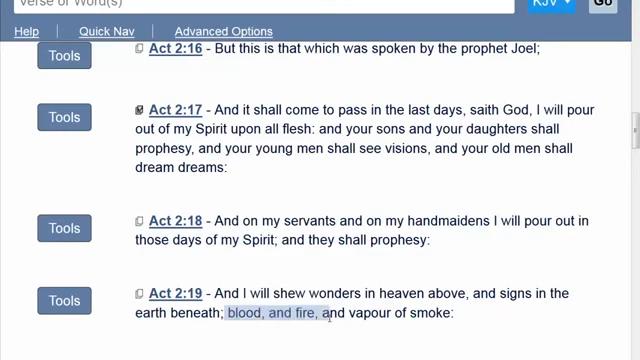 Verse or Word(s)
KJV
Go
Help
Quick Nav
Advanced Options
Tools
Act 2:16 - But this is that which was spoken by the prophet Joel;
Tools
Act 2:17 - And it shall come to pass in the last days, saith God, I will pour
out of my Spirit upon all flesh: and your sons and your daughters shall
prophesy, and your young men shall see visions, and your old men shall
dream dreams:
Tools
Act 2:18 - And on my servants and on my handmaidens I will pour out in
those days of my Spirit; and they shall prophesy:
Tools
Act 2:19 - And I will shew wonders in heaven above, and signs in the
earth beneath; blood, and fire, and vapour of smoke: